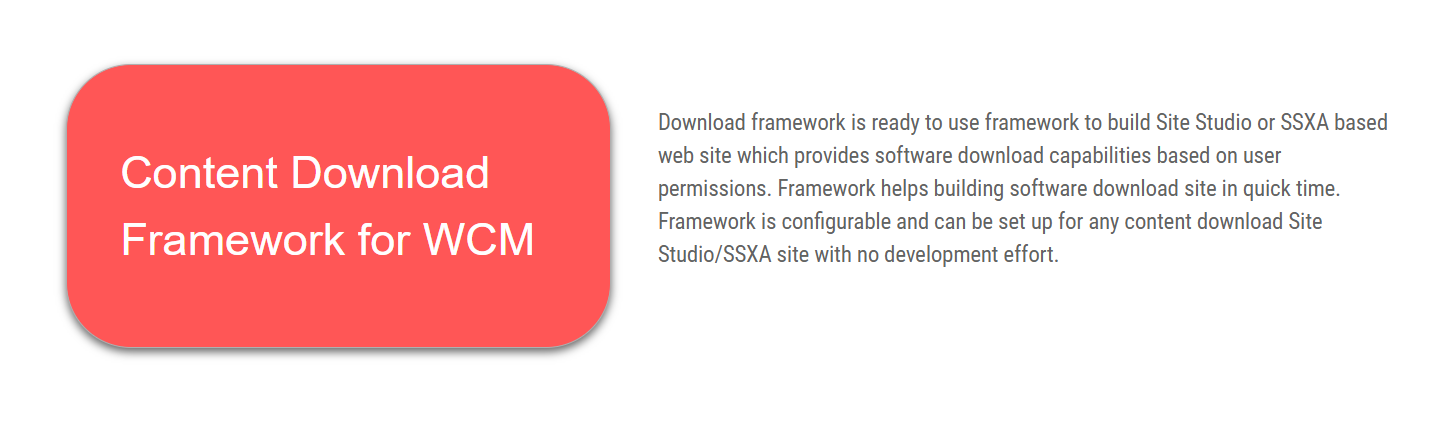 Content Download
Framework for WCM
Download framework is ready to use framework to build Site Studio or SSXA based
web site which provides software download capabilities based on user
permissions. Framework helps building software download site in quick time.
Framework is configurable and can be set up for any content download Site
Studio/SSXA site with no development effort.